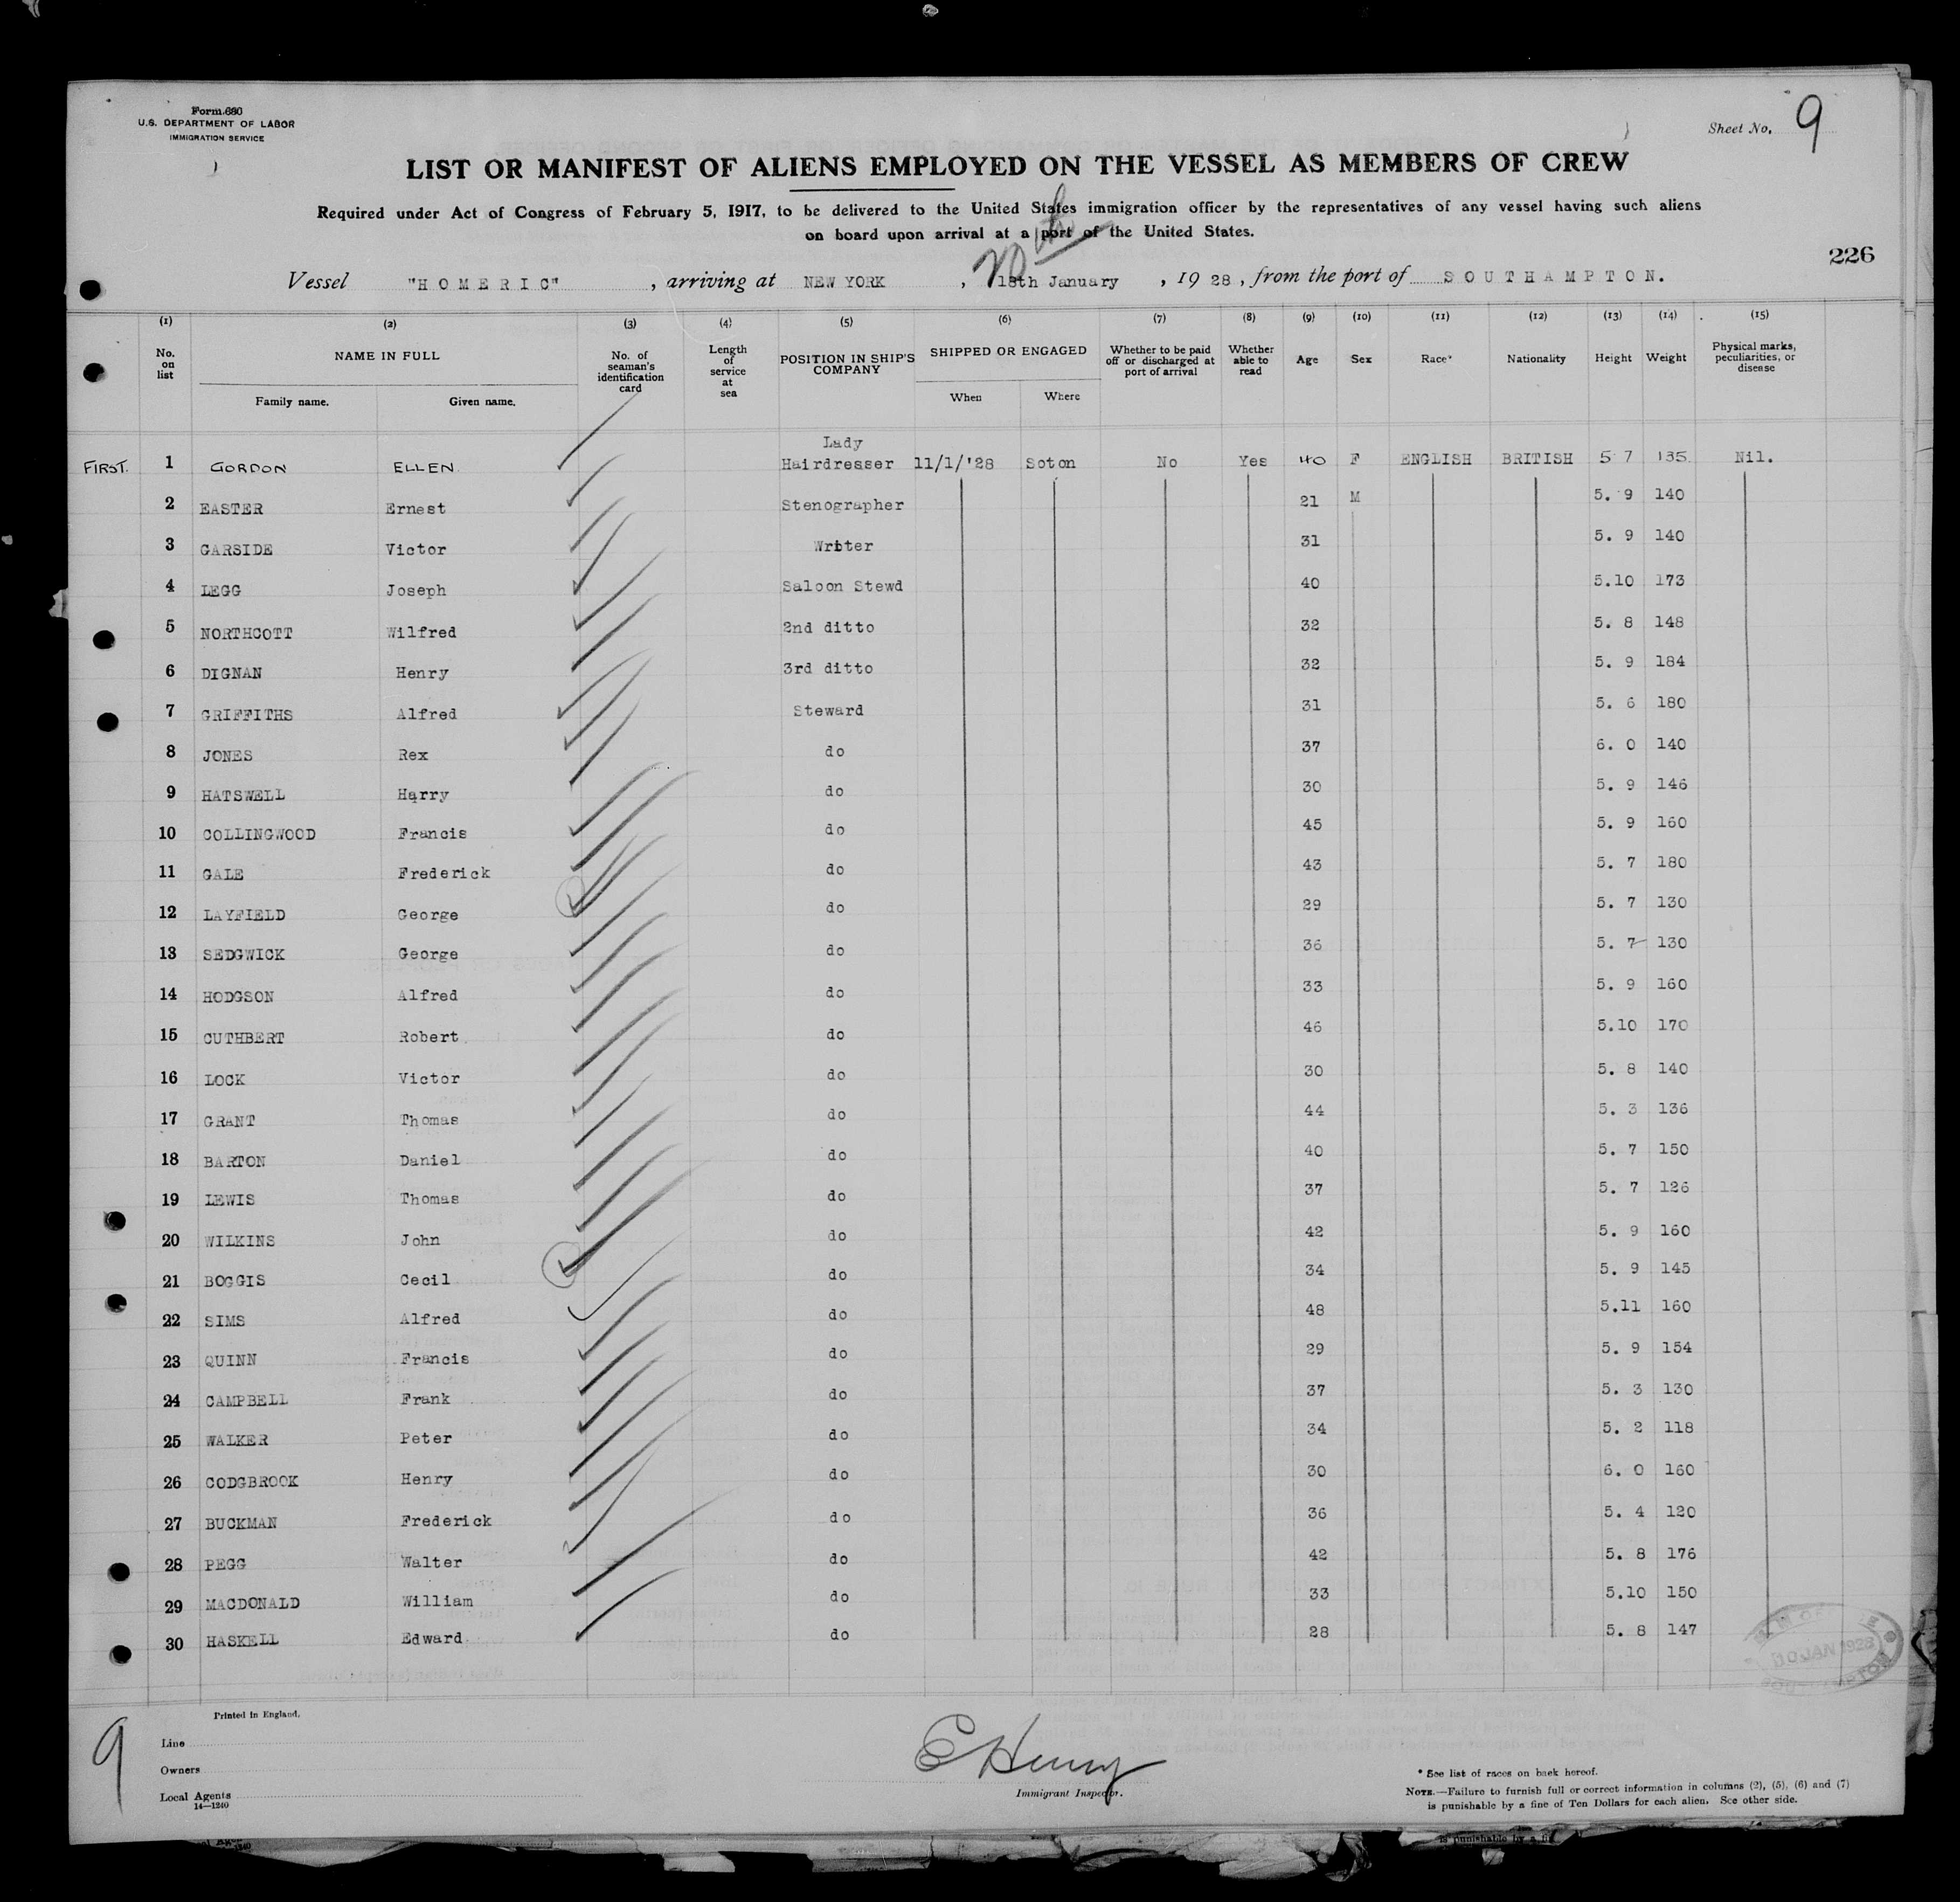 Form 680
U.S. DEPARTMENT OF LABOR
IMMIGRATION SERVICE
Sheet No. 9
LIST OR MANIFEST OF ALIENS EMPLOYED ON THE VESSEL AS MEMBERS OF CREW
Required under Act of Congress of February 5, 1917, to be delivered to the United States immigration officer by the representatives of any vessel having such aliens
on board upon arrival at a port of the United States.
226
20th
Vessel "HOMERIC", arriving at NEW YORK, 18th January, 19 28, from the port of SOUTHAMPTON.
(1) (2) (3) (4) (5) (6) (7) (8) (9) (10) (11) (12) (13) (14) (15)
No. on list NAME IN FULL Family name. Given name. No. of seaman's identification card Length of service at sea POSITION IN SHIP'S COMPANY SHIPPED OR ENGAGED When Where Whether to be paid off or discharged at port of arrival Whether able to read Age Sex Race* Nationality Height Weight Physical marks, peculiarities, or disease
FIRST. 1 GORDON ELLEN Lady Hairdresser 11/1/'28 Soton No Yes 40 F ENGLISH BRITISH 5 7 135 Nil.
2 EASTER Ernest Stenographer 21 M 5. 9 140
3 GARSIDE Victor Writer 31 5. 9 140
4 LEGG Joseph Saloon Stewd 40 5.10 173
5 NORTHCOTT Wilfred 2nd ditto 32 5. 8 148
6 DIGNAN Henry 3rd ditto 32 5. 9 184
7 GRIFFITHS Alfred Steward 31 5. 6 180
8 JONES Rex do 37 6. 0 140
9 HATSWELL Harry do 30 5. 9 146
10 COLLINGWOOD Francis do 45 5. 9 160
11 GALE Frederick do 43 5. 7 180
12 LAYFIELD George do 29 5. 7 130
13 SEDGWICK George do 36 5. 7 130
14 HODGSON Alfred do 33 5. 9 160
15 CUTHBERT Robert do 46 5.10 170
16 LOCK Victor do 30 5. 8 140
17 GRANT Thomas do 44 5. 3 136
18 BARTON Daniel do 40 5. 7 150
19 LEWIS Thomas do 37 5. 7 126
20 WILKINS John do 42 5. 9 160
21 BOGGIS Cecil do 34 5. 9 145
22 SIMS Alfred do 48 5.11 160
23 QUINN Francis do 29 5. 9 154
24 CAMPBELL Frank do 37 5. 3 130
25 WALKER Peter do 34 5. 2 118
26 CODGBROOK Henry do 30 6. 0 160
27 BUCKMAN Frederick do 36 5. 4 120
28 PEGG Walter do 42 5. 8 176
29 MACDONALD William do 33 5.10 150
30 HASKELL Edward do 28 5. 8 147
10 JAN 1928
9
Printed in England.
Line
Owners
Local Agents
14—1240
E Henry
Immigrant Inspector.
* See list of races on back hereof.
NOTE.—Failure to furnish full or correct information in columns (2), (5), (6) and (7)
is punishable by a fine of Ten Dollars for each alien. See other side.
is punishable by a